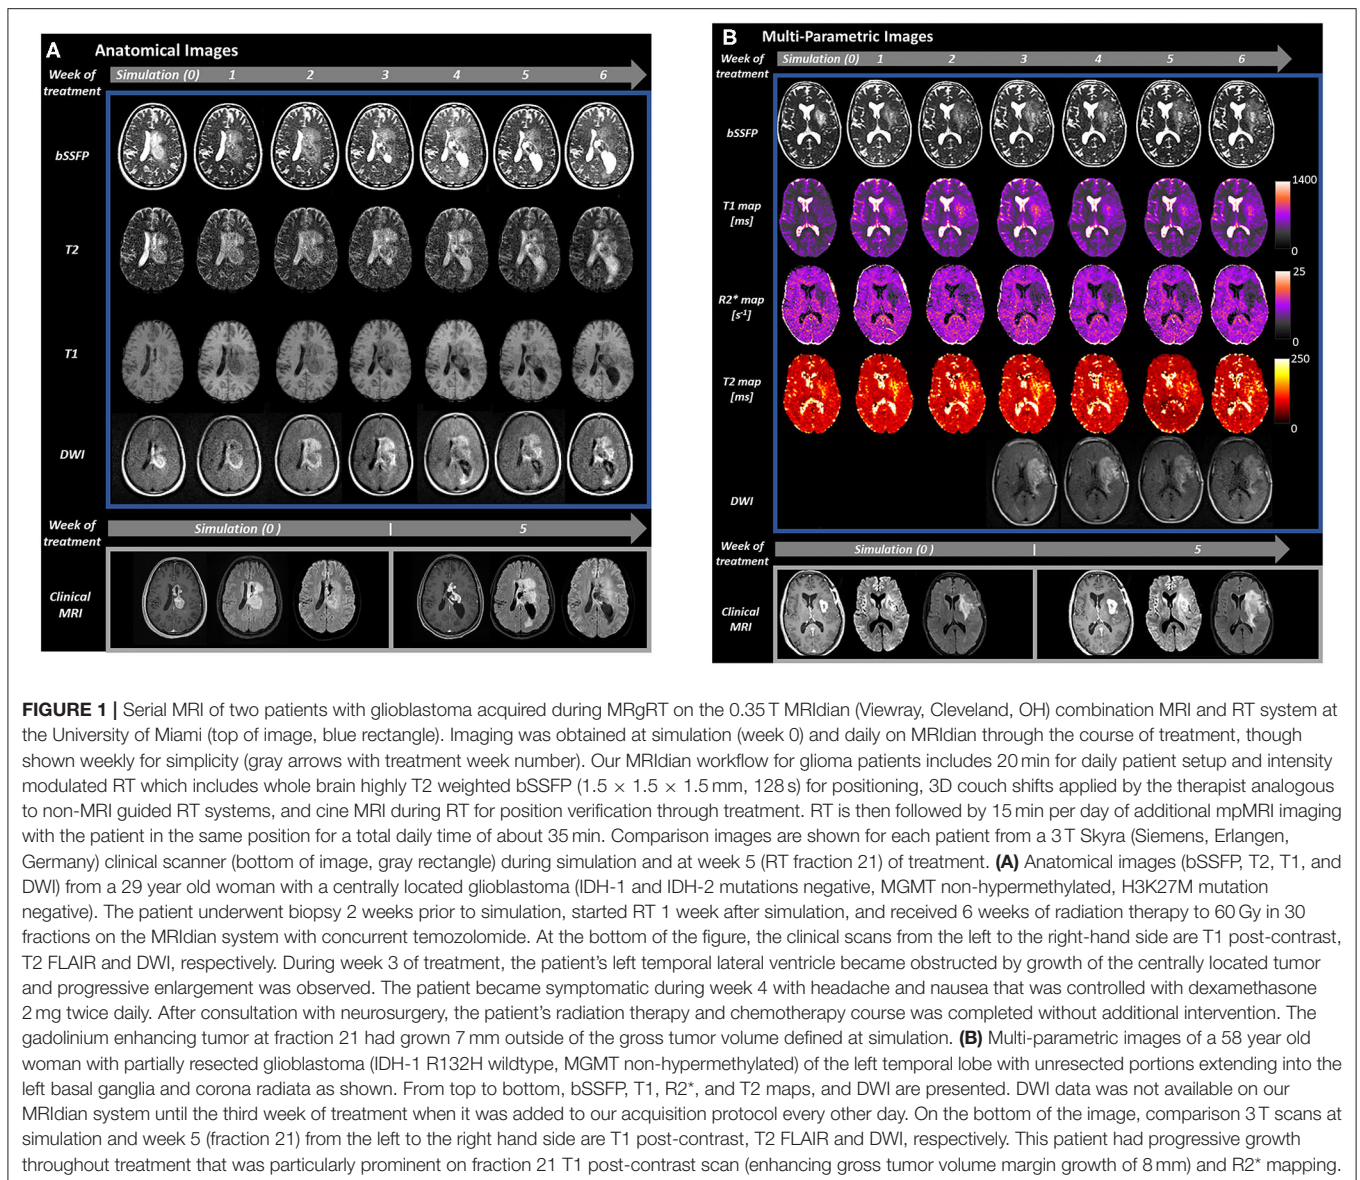 A Anatomical Images
Week of treatment
Simulation (0) 1 2 3 4 5 6
bSSFP
T2
T1
DWI
Week of treatment
Simulation (0) | 5
Clinical MRI
B Multi-Parametric Images
Week of treatment
Simulation (0) 1 2 3 4 5 6
bSSFP
T1 map [ms]
1400
0
R2* map [s-1]
25
0
T2 map [ms]
250
0
DWI
Week of treatment
Simulation (0) | 5
Clinical MRI
FIGURE 1 | Serial MRI of two patients with glioblastoma acquired during MRgRT on the 0.35 T MRIdian (Viewray, Cleveland, OH) combination MRI and RT system at
the University of Miami (top of image, blue rectangle). Imaging was obtained at simulation (week 0) and daily on MRIdian through the course of treatment, though
shown weekly for simplicity (gray arrows with treatment week number). Our MRIdian workflow for glioma patients includes 20 min for daily patient setup and intensity
modulated RT which includes whole brain highly T2 weighted bSSFP (1.5 × 1.5 × 1.5 mm, 128 s) for positioning, 3D couch shifts applied by the therapist analogous
to non-MRI guided RT systems, and cine MRI during RT for position verification through treatment. RT is then followed by 15 min per day of additional mpMRI imaging
with the patient in the same position for a total daily time of about 35 min. Comparison images are shown for each patient from a 3 T Skyra (Siemens, Erlangen,
Germany) clinical scanner (bottom of image, gray rectangle) during simulation and at week 5 (RT fraction 21) of treatment. (A) Anatomical images (bSSFP, T2, T1, and
DWI) from a 29 year old woman with a centrally located glioblastoma (IDH-1 and IDH-2 mutations negative, MGMT non-hypermethylated, H3K27M mutation
negative). The patient underwent biopsy 2 weeks prior to simulation, started RT 1 week after simulation, and received 6 weeks of radiation therapy to 60 Gy in 30
fractions on the MRIdian system with concurrent temozolomide. At the bottom of the figure, the clinical scans from the left to the right-hand side are T1 post-contrast,
T2 FLAIR and DWI, respectively. During week 3 of treatment, the patient's left temporal lateral ventricle became obstructed by growth of the centrally located tumor
and progressive enlargement was observed. The patient became symptomatic during week 4 with headache and nausea that was controlled with dexamethasone
2 mg twice daily. After consultation with neurosurgery, the patient's radiation therapy and chemotherapy course was completed without additional intervention. The
gadolinium enhancing tumor at fraction 21 had grown 7 mm outside of the gross tumor volume defined at simulation. (B) Multi-parametric images of a 58 year old
woman with partially resected glioblastoma (IDH-1 R132H wildtype, MGMT non-hypermethylated) of the left temporal lobe with unresected portions extending into the
left basal ganglia and corona radiata as shown. From top to bottom, bSSFP, T1, R2*, and T2 maps, and DWI are presented. DWI data was not available on our
MRIdian system until the third week of treatment when it was added to our acquisition protocol every other day. On the bottom of the image, comparison 3 T scans at
simulation and week 5 (fraction 21) from the left to the right hand side are T1 post-contrast, T2 FLAIR and DWI, respectively. This patient had progressive growth
throughout treatment that was particularly prominent on fraction 21 T1 post-contrast scan (enhancing gross tumor volume margin growth of 8 mm) and R2* mapping.